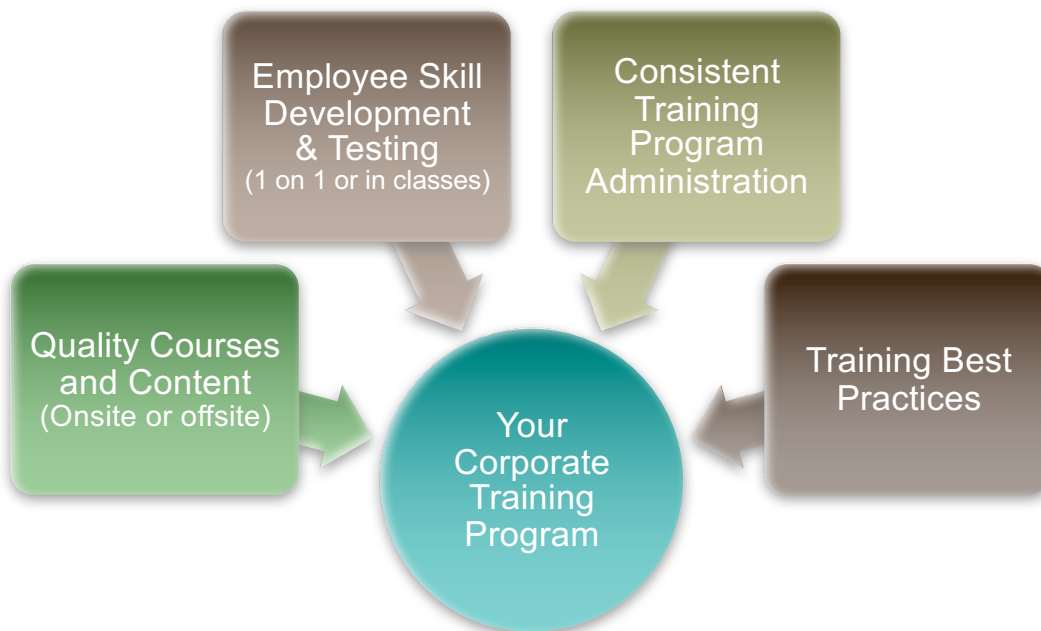 Employee Skill
Development
& Testing
(1 on 1 or in classes)
Consistent
Training
Program
Administration
Quality Courses
and Content
(Onsite or offsite)
Training Best
Practices
Your
Corporate
Training
Program